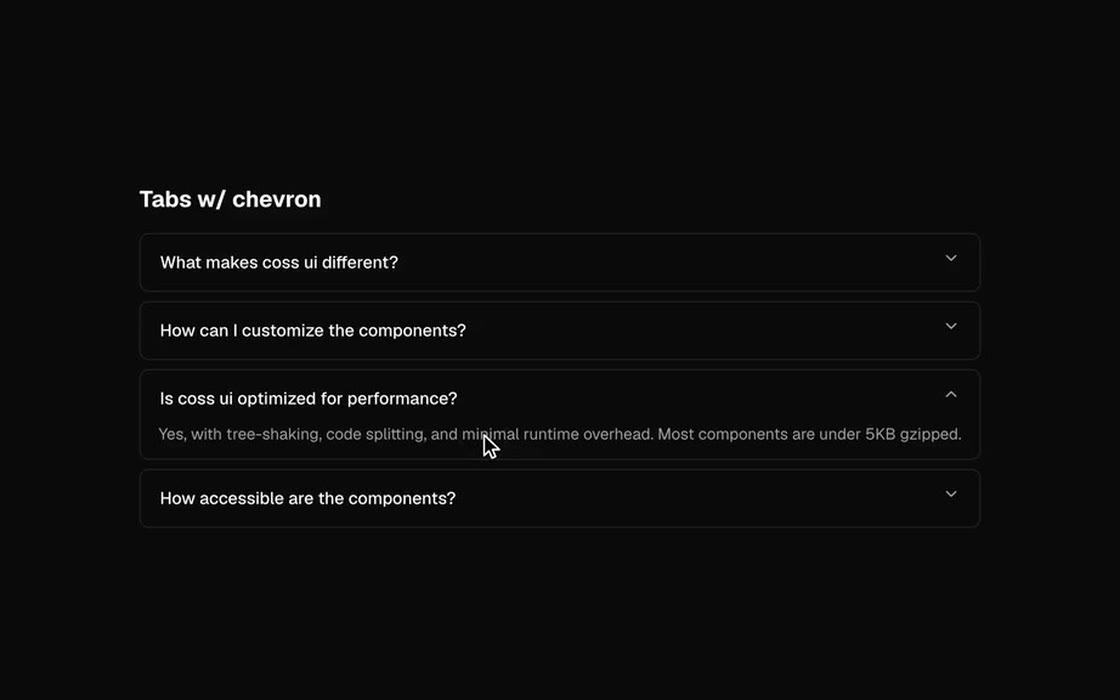 Tabs w/ chevron
What makes coss ui different?
How can I customize the components?
Is coss ui optimized for performance?
Yes, with tree-shaking, code splitting, and minimal runtime overhead. Most components are under 5KB gzipped.
How accessible are the components?